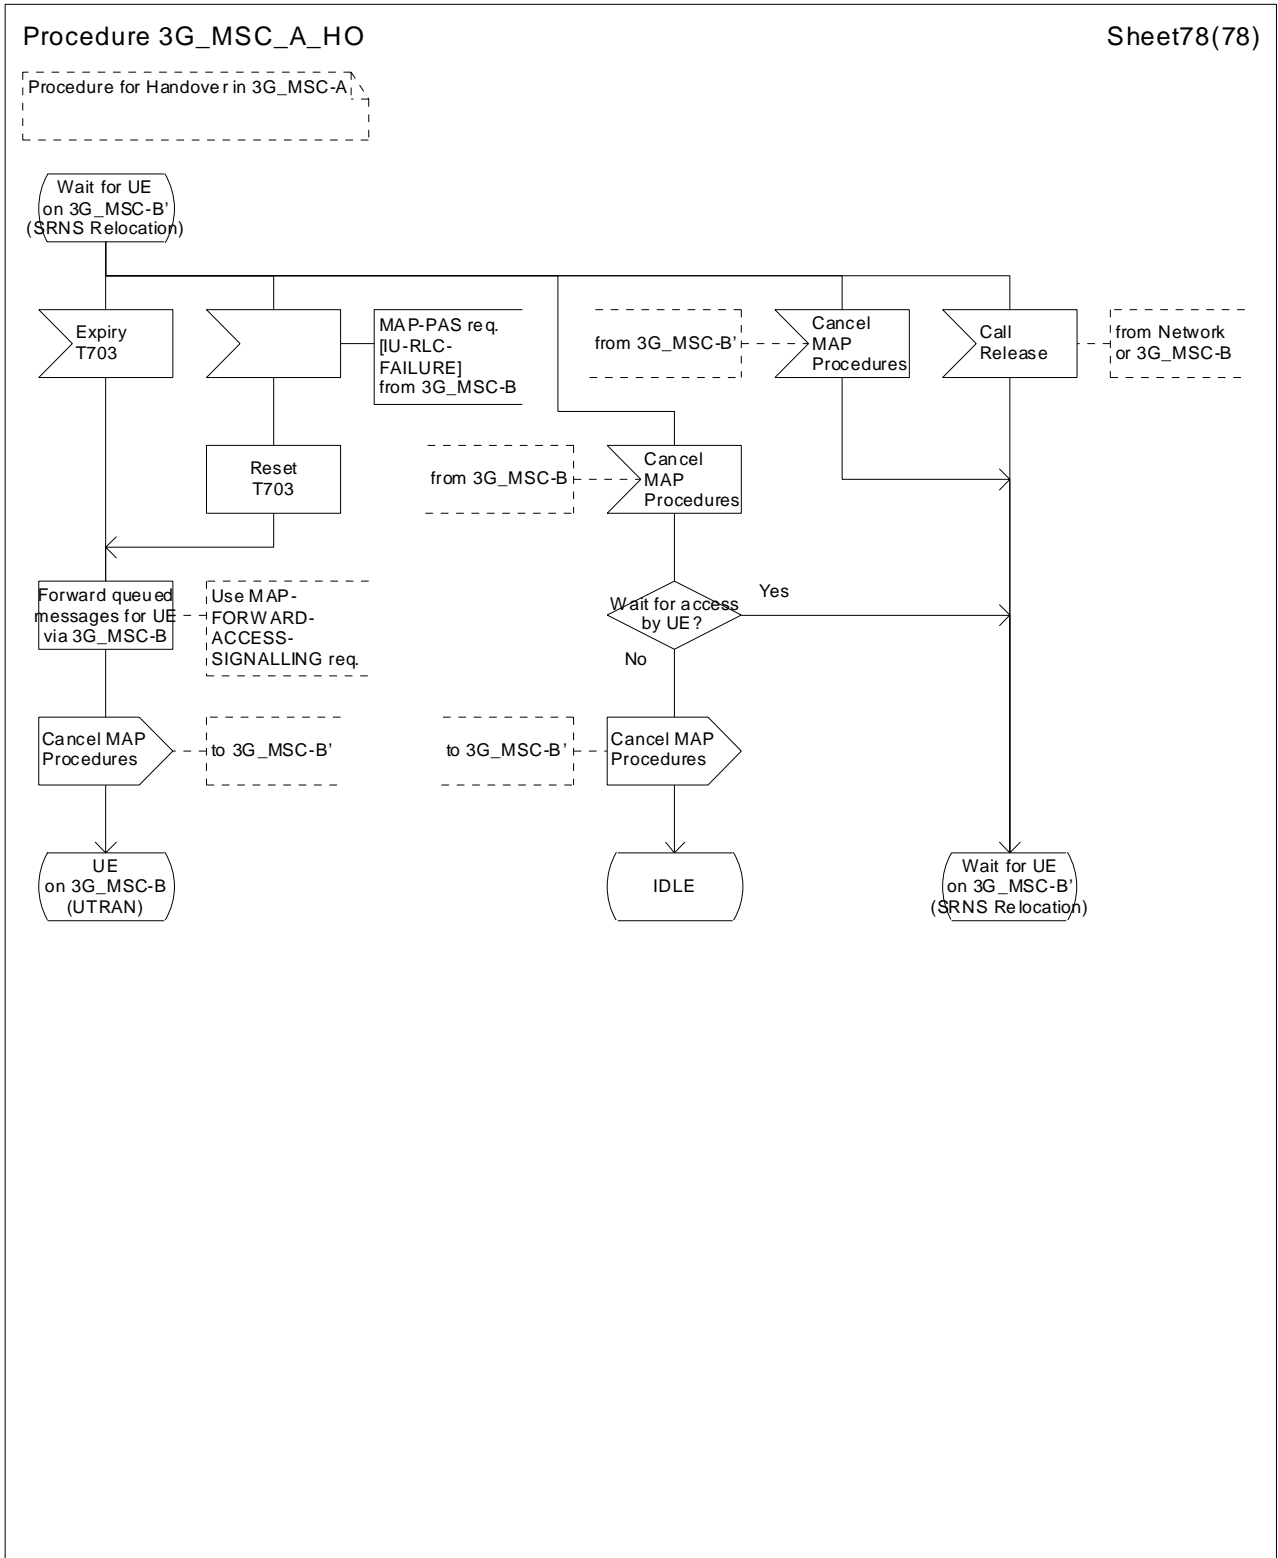 Procedure 3G_MSC_A_HO
Sheet78(78)
Procedure for Handover in 3G_MSC-A
Wait for UE
on 3G_MSC-B'
(SRNS Relocation)
Expiry
T703
MAP-PAS req.
[IU-RLC-
FAILURE]
from 3G_MSC-B
from 3G_MSC-B'
Cancel
MAP
Procedures
Call
Release
from Network
or 3G_MSC-B
Reset
T703
from 3G_MSC-B
Cancel
MAP
Procedures
Forward queued
messages for UE
via 3G_MSC-B
Use MAP-
FORWARD-
ACCESS-
SIGNALLING req.
Wait for access
by UE?
Yes
No
Cancel MAP
Procedures
to 3G_MSC-B'
to 3G_MSC-B'
Cancel MAP
Procedures
UE
on 3G_MSC-B
(UTRAN)
IDLE
Wait for UE
on 3G_MSC-B'
(SRNS Relocation)